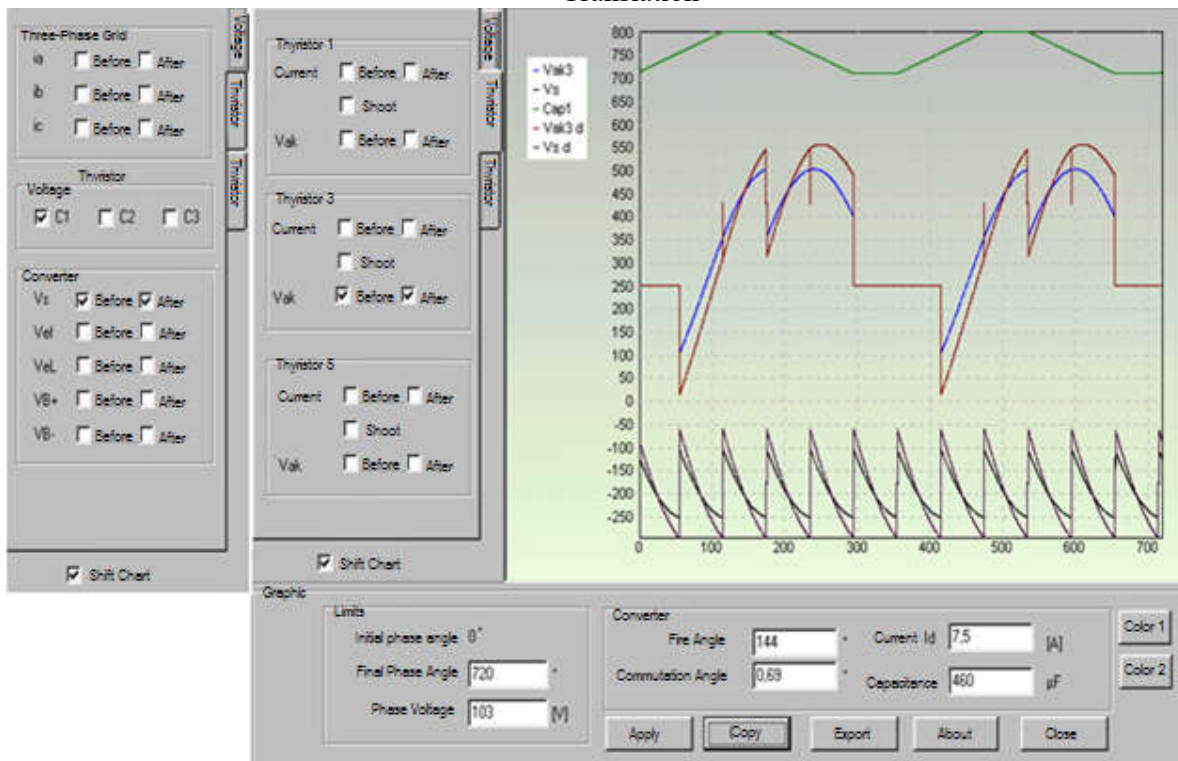 Three-Phase Grid
ia Before After
ib Before After
ic Before After
Thyristor
Voltage
C1 C2 C3
Converter
Vs Before After
Vef Before After
VeL Before After
VB+ Before After
VB- Before After
Shift Chart
Voltage
Thyristor
Thyristor
Thyristor 1
Current Before After
Shoot
Vak Before After
Thyristor 3
Current Before After
Shoot
Vak Before After
Thyristor 5
Current Before After
Shoot
Vak Before After
Shift Chart
Voltage
Thyristor
Thyristor
Vak3
Vs
Cap1
Vak3 d
Vs d
800
750
700
650
600
550
500
450
400
350
300
250
200
150
100
50
0
-50
-100
-150
-200
-250
0 100 200 300 400 500 600 700
Graphic
Limits
Initial phase angle 0°
Final Phase Angle 720 °
Phase Voltage 103 [V]
Converter
Fire Angle 144 ° Current Id 7,5 [A]
Commutation Angle 0,69 ° Capacitance 460 µF
Color 1
Color 2
Apply Copy Export About Close